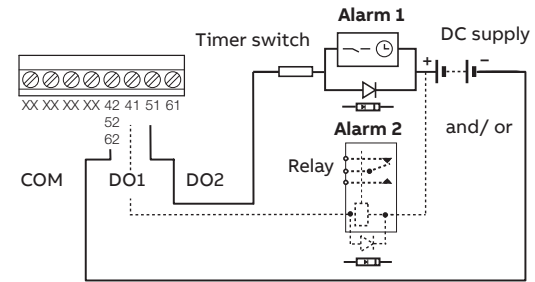 Alarm 1
Timer switch
DC supply
+ −
XX XX XX XX 42 41 51 61
52
62
Alarm 2
and/ or
Relay
COM
DO1
DO2